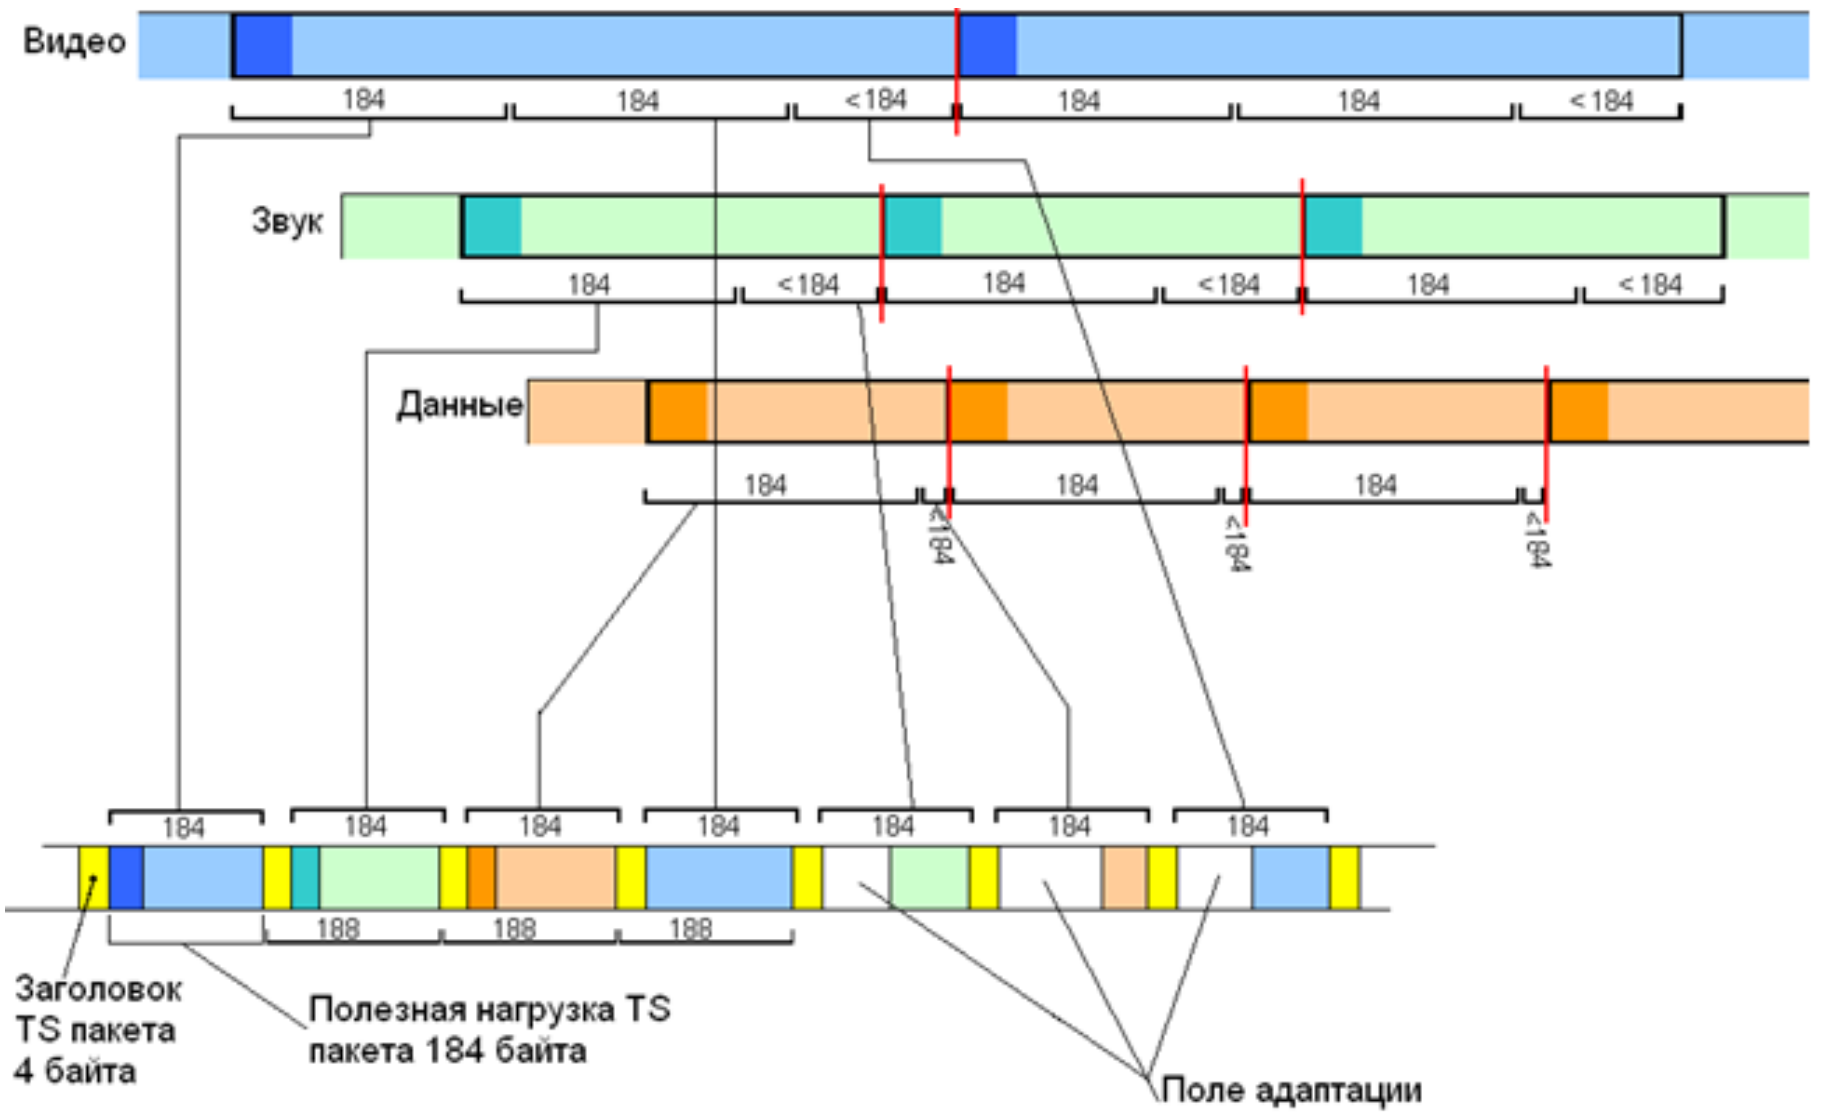 Видео
184 184 <184 184 184 <184
Звук
184 <184 184 <184 184 <184
Данные
184 184 184
<184 <184 <184
184 184 184 184 184 184 184
188 188 188
Заголовок
TS пакета
4 байта
Полезная нагрузка TS
пакета 184 байта
Поле адаптации